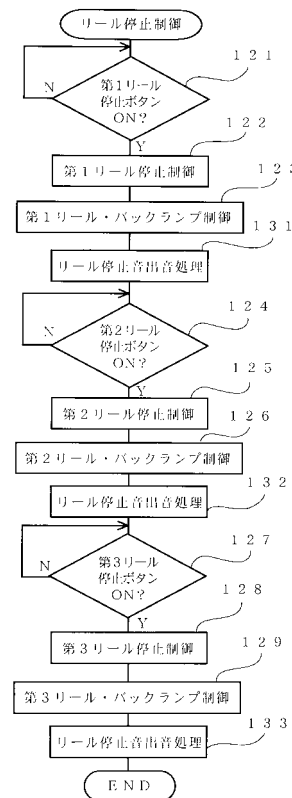 リール停止制御
１２１
N
第１リール
停止ボタン
ON？
Y
１２２
第１リール停止制御
１２３
第１リール・バックランプ制御
１３１
リール停止音出音処理
１２４
N
第２リール
停止ボタン
ON？
Y
１２５
第２リール停止制御
１２６
第２リール・バックランプ制御
１３２
リール停止音出音処理
１２７
N
第３リール
停止ボタン
ON？
Y
１２８
第３リール停止制御
１２９
第３リール・バックランプ制御
１３３
リール停止音出音処理
END